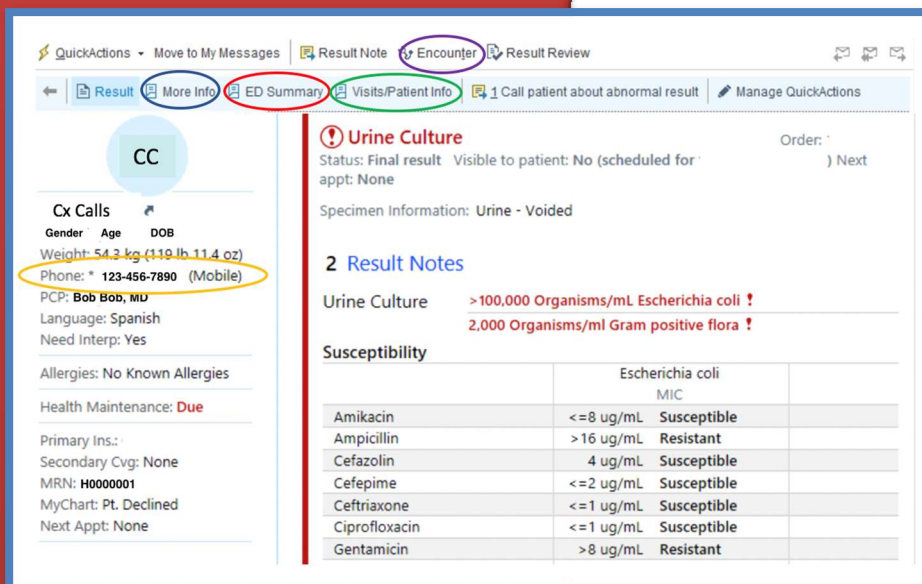 QuickActions Move to My Messages Result Note Encounter Result Review
Result More Info ED Summary Visits/Patient Info 1 Call patient about abnormal result Manage QuickActions
CC
Cx Calls
Gender Age DOB
Weight: 54.3 kg (119 lb 11.4 oz)
Phone: * 123-456-7890 (Mobile)
PCP: Bob Bob, MD
Language: Spanish
Need Interp: Yes
Allergies: No Known Allergies
Health Maintenance: Due
Primary Ins.:
Secondary Cvg: None
MRN: H0000001
MyChart: Pt. Declined
Next Appt: None
Urine Culture Order:
Status: Final result Visible to patient: No (scheduled for ) Next
appt: None
Specimen Information: Urine - Voided
2 Result Notes
Urine Culture >100,000 Organisms/mL Escherichia coli !
2,000 Organisms/ml Gram positive flora !
Susceptibility
Escherichia coli
MIC
Amikacin <=8 ug/mL Susceptible
Ampicillin >16 ug/mL Resistant
Cefazolin 4 ug/mL Susceptible
Cefepime <=2 ug/mL Susceptible
Ceftriaxone <=1 ug/mL Susceptible
Ciprofloxacin <=1 ug/mL Susceptible
Gentamicin >8 ug/mL Resistant